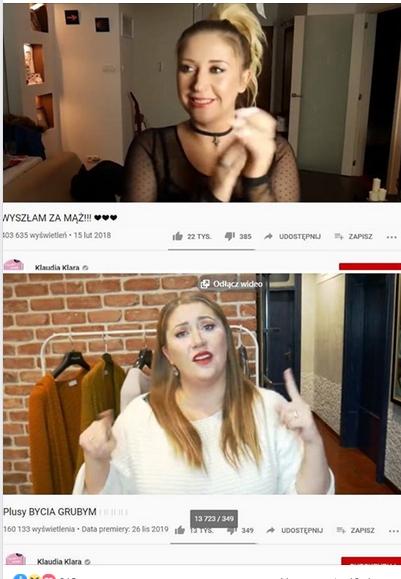 WYSZŁAM ZA MĄŻ!!! ❤❤❤
403 635 wyświetleń • 15 lut 2018
22 TYS. 385 UDOSTĘPNIJ ZAPISZ ...
Klaudia Klara
Odłącz wideo
Plusy BYCIA GRUBYM
13 723 / 349
160 133 wyświetlenia • Data premiery: 26 lis 2019
13 TYS. 349 UDOSTĘPNIJ ZAPISZ ...
Klaudia Klara